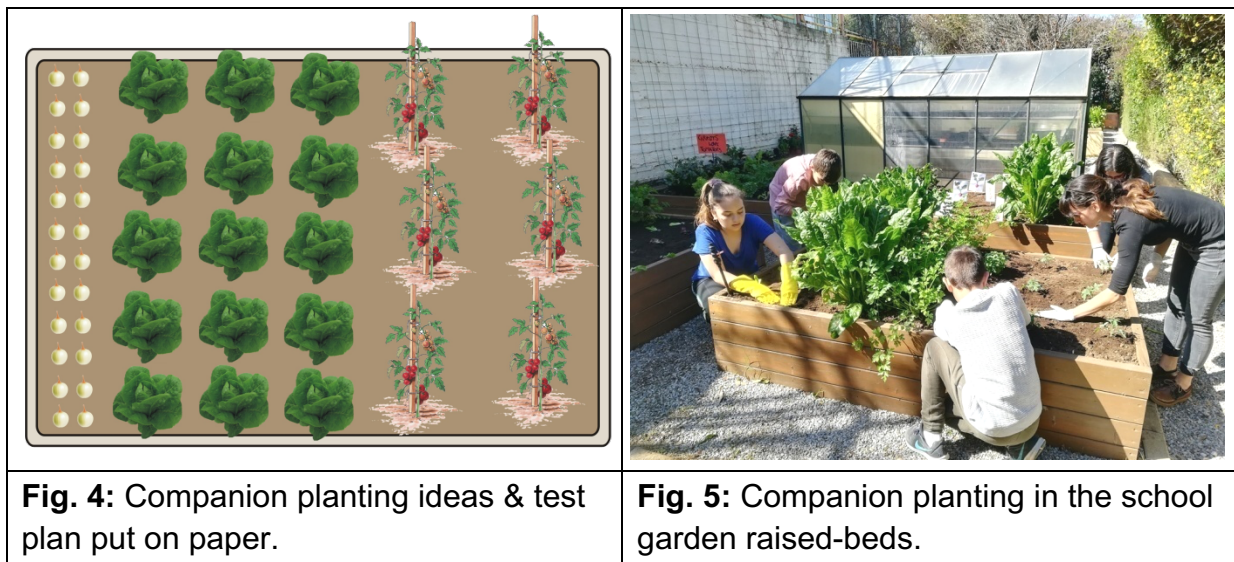 Fig. 4: Companion planting ideas & test
plan put on paper.
Fig. 5: Companion planting in the school
garden raised-beds.